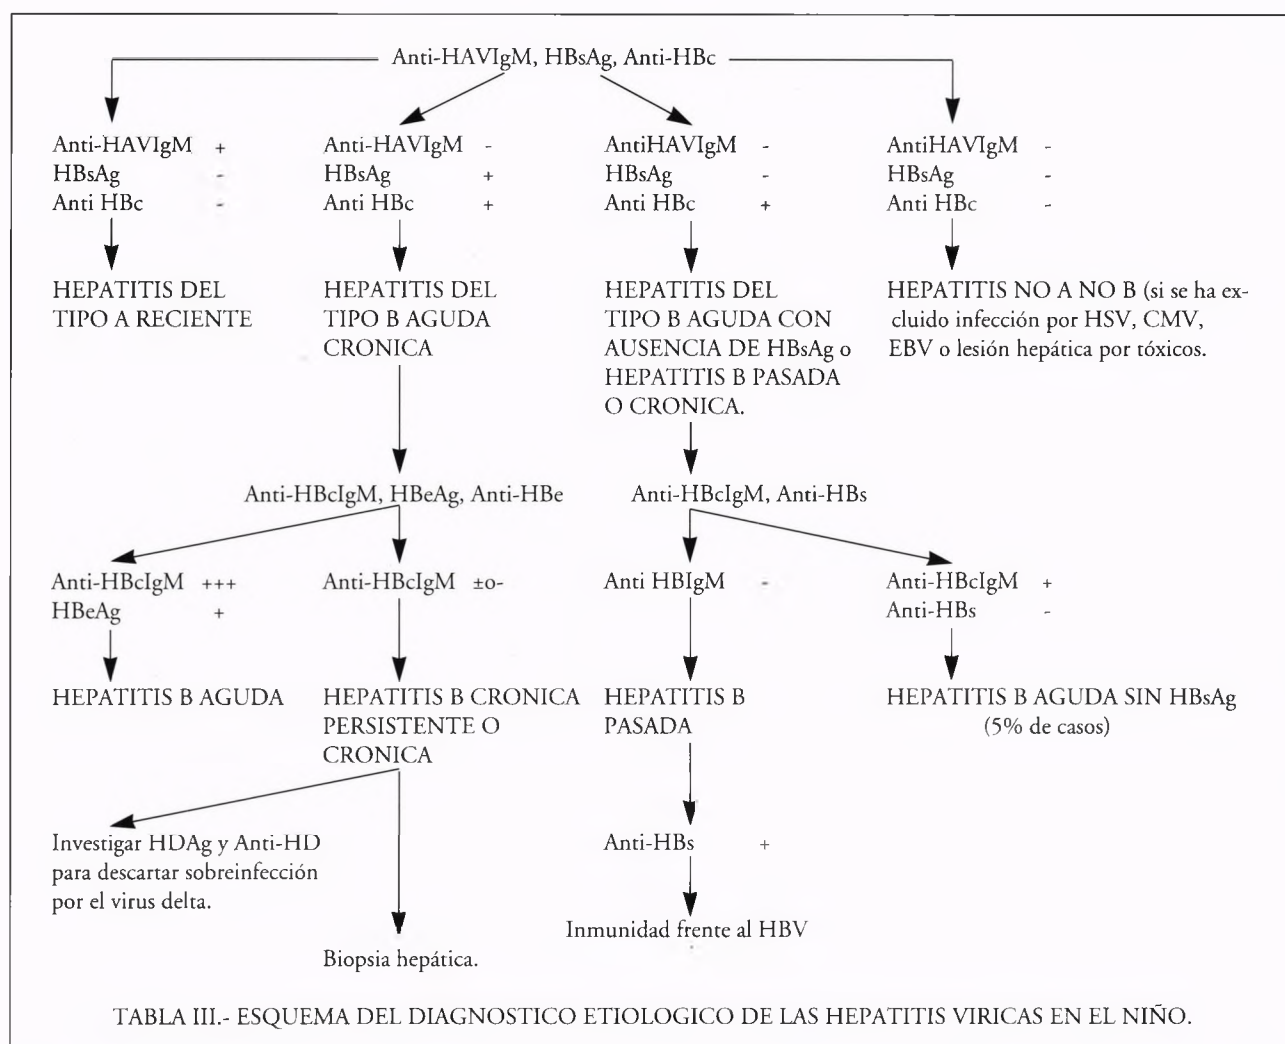 Anti-HAVIgM, HBsAg, Anti-HBc
Anti-HAVIgM +
HBsAg -
Anti HBc -
HEPATITIS DEL
TIPO A RECIENTE
Anti-HAVIgM -
HBsAg +
Anti HBc +
HEPATITIS DEL
TIPO B AGUDA
CRONICA
AntiHAVIgM -
HBsAg -
Anti HBc +
HEPATITIS DEL
TIPO B AGUDA CON
AUSENCIA DE HBsAg o
HEPATITIS B PASADA
O CRONICA.
AntiHAVIgM -
HBsAg -
Anti HBc -
HEPATITIS NO A NO B (si se ha ex-
cluido infección por HSV, CMV,
EBV o lesión hepática por tóxicos.
Anti-HBcIgM, HBeAg, Anti-HBe
Anti-HBcIgM, Anti-HBs
Anti-HBcIgM +++
HBeAg +
HEPATITIS B AGUDA
Anti-HBcIgM ±o-
HEPATITIS B CRONICA
PERSISTENTE O
CRONICA
Anti HBIgM -
HEPATITIS B
PASADA
Anti-HBcIgM +
Anti-HBs -
HEPATITIS B AGUDA SIN HBsAg
(5% de casos)
Investigar HDAg y Anti-HD
para descartar sobreinfección
por el virus delta.
Biopsia hepática.
Anti-HBs +
Inmunidad frente al HBV
TABLA III.- ESQUEMA DEL DIAGNOSTICO ETIOLOGICO DE LAS HEPATITIS VIRICAS EN EL NIÑO.